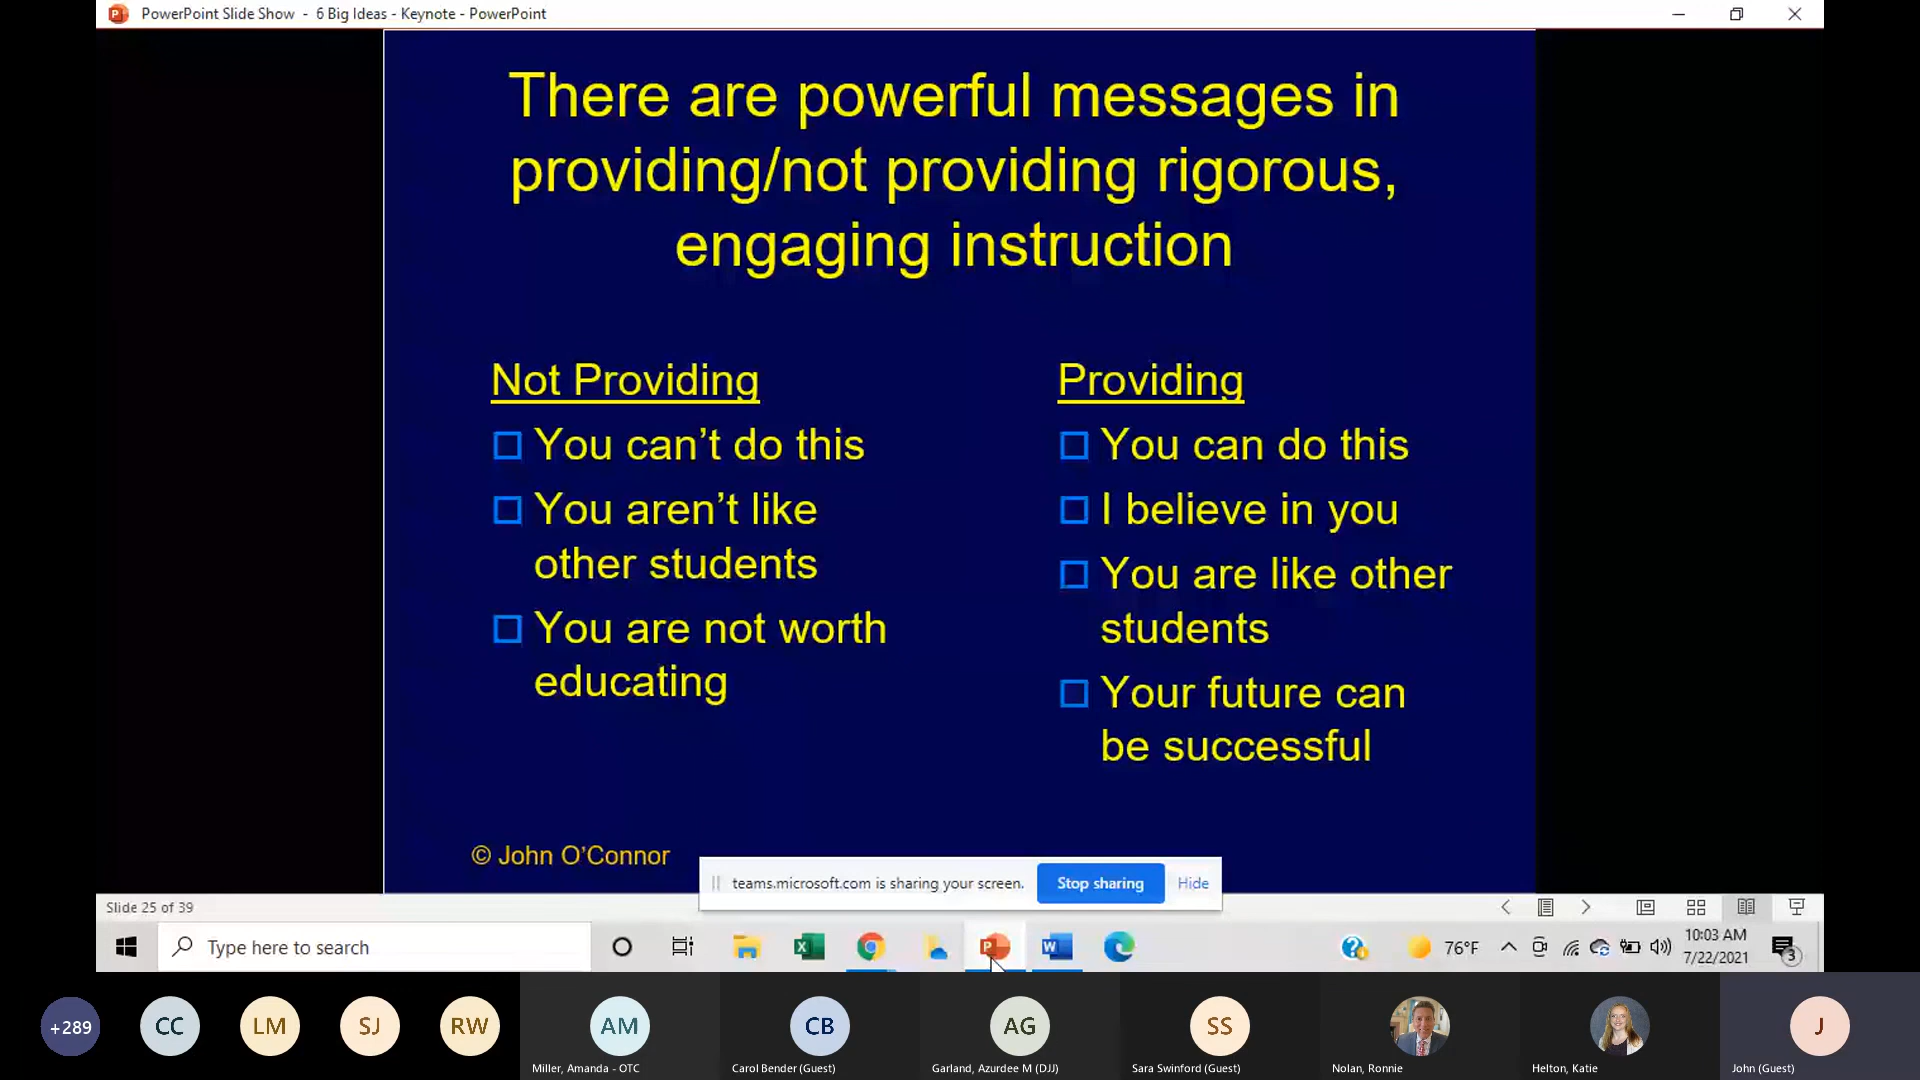 PowerPoint Slide Show - 6 Big Ideas - Keynote - PowerPoint
There are powerful messages in
providing/not providing rigorous,
engaging instruction
Not Providing
You can’t do this
You aren’t like
other students
You are not worth
educating
Providing
You can do this
I believe in you
You are like other
students
Your future can
be successful
© John O’Connor
teams.microsoft.com is sharing your screen.
Stop sharing
Hide
Slide 25 of 39
Type here to search
76°F
10:03 AM
7/22/2021
3
+289
CC
LM
SJ
RW
AM
CB
AG
SS
J
Miller, Amanda - OTC
Carol Bender (Guest)
Garland, Azurdee M (DJJ)
Sara Swinford (Guest)
Nolan, Ronnie
Helton, Katie
John (Guest)